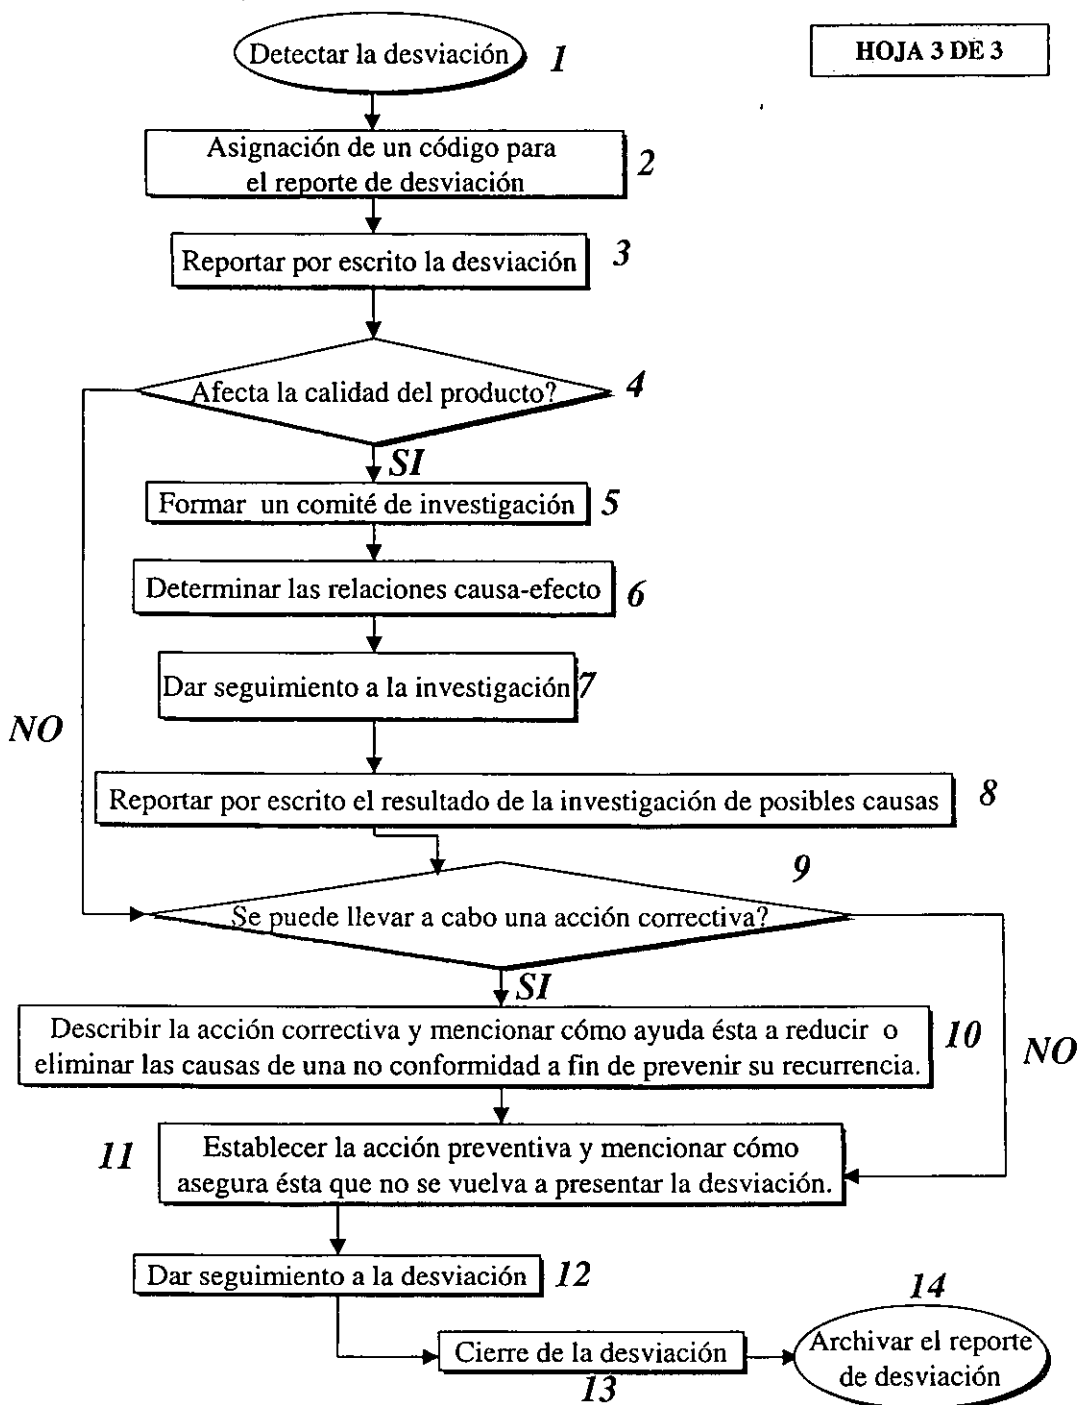 HOJA 3 DE 3
Detectar la desviación
1
Asignación de un código para
el reporte de desviación
2
Reportar por escrito la desviación
3
Afecta la calidad del producto?
4
SI
Formar un comité de investigación
5
Determinar las relaciones causa-efecto
6
Dar seguimiento a la investigación
7
NO
Reportar por escrito el resultado de la investigación de posibles causas
8
9
Se puede llevar a cabo una acción correctiva?
SI
Describir la acción correctiva y mencionar cómo ayuda ésta a reducir o
eliminar las causas de una no conformidad a fin de prevenir su recurrencia.
10
NO
11
Establecer la acción preventiva y mencionar cómo
asegura ésta que no se vuelva a presentar la desviación.
Dar seguimiento a la desviación
12
Cierre de la desviación
13
14
Archivar el reporte
de desviación